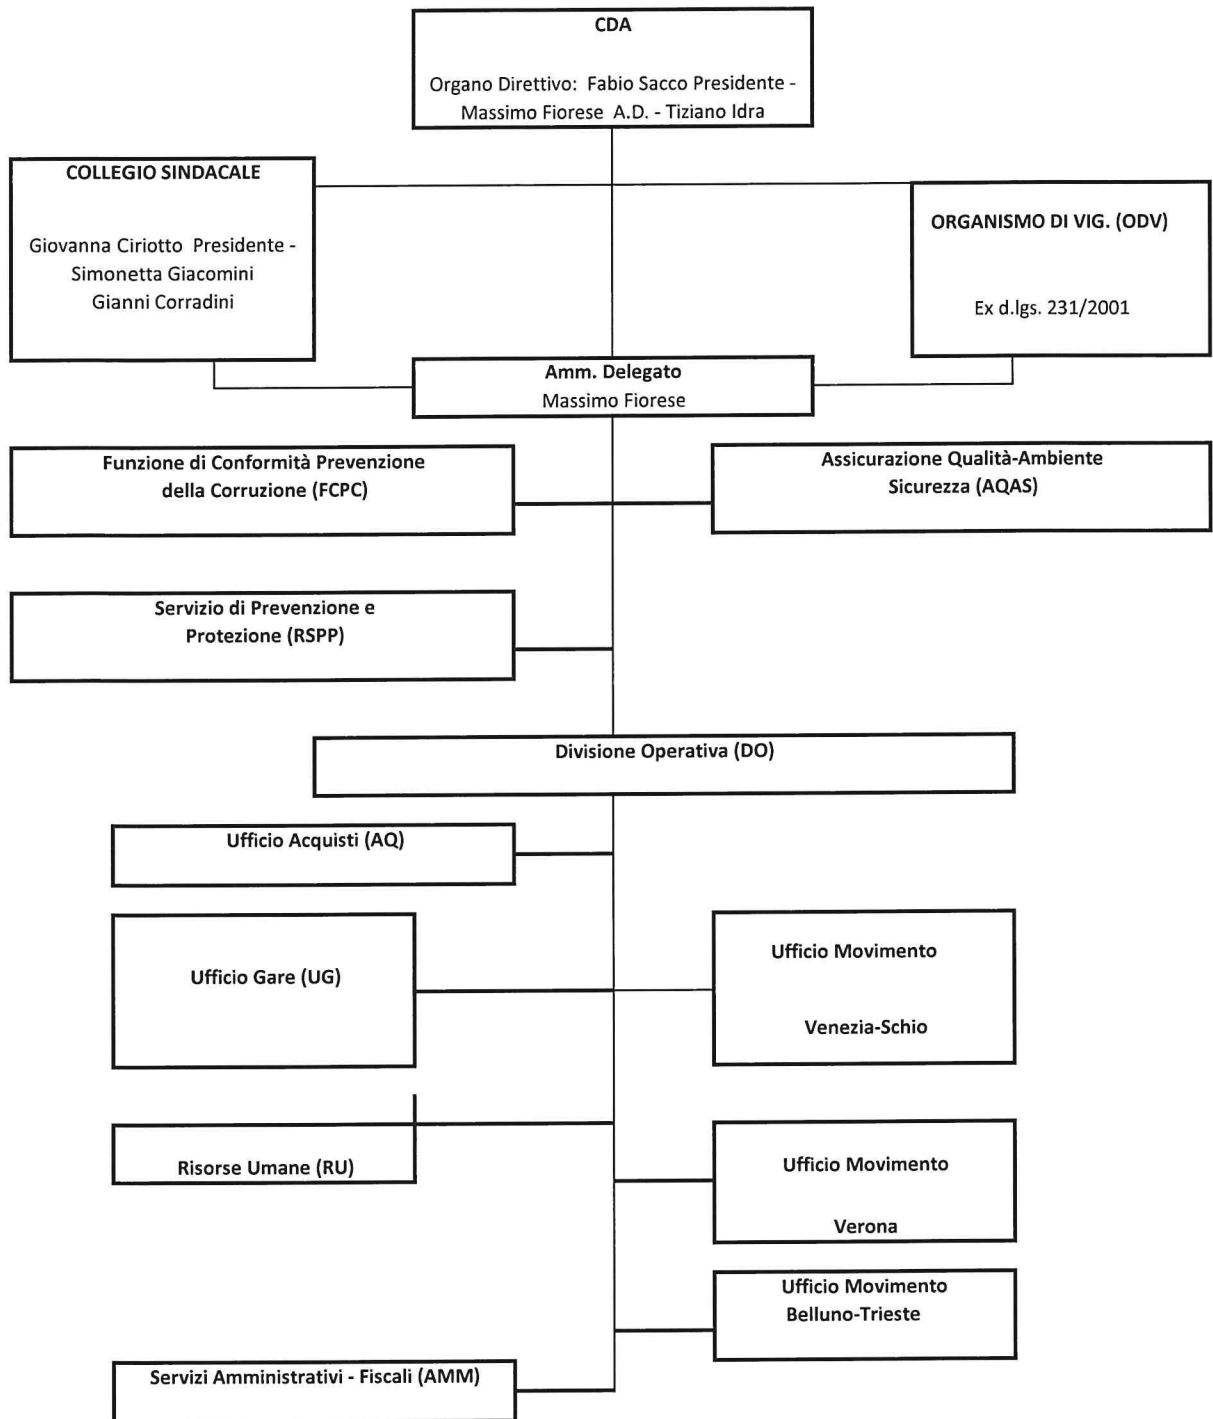 CDA
Organo Direttivo: Fabio Sacco Presidente -
Massimo Fiorese A.D. - Tiziano Idra
COLLEGIO SINDACALE
Giovanna Ciriotto Presidente -
Simonetta Giacomini
Gianni Corradini
ORGANISMO DI VIG. (ODV)
Ex d.lgs. 231/2001
Amm. Delegato
Massimo Fiorese
Funzione di Conformità Prevenzione
della Corruzione (FCPC)
Assicurazione Qualità-Ambiente
Sicurezza (AQAS)
Servizio di Prevenzione e
Protezione (RSPP)
Divisione Operativa (DO)
Ufficio Acquisti (AQ)
Ufficio Gare (UG)
Ufficio Movimento
Venezia-Schio
Risorse Umane (RU)
Ufficio Movimento
Verona
Ufficio Movimento
Belluno-Trieste
Servizi Amministrativi - Fiscali (AMM)